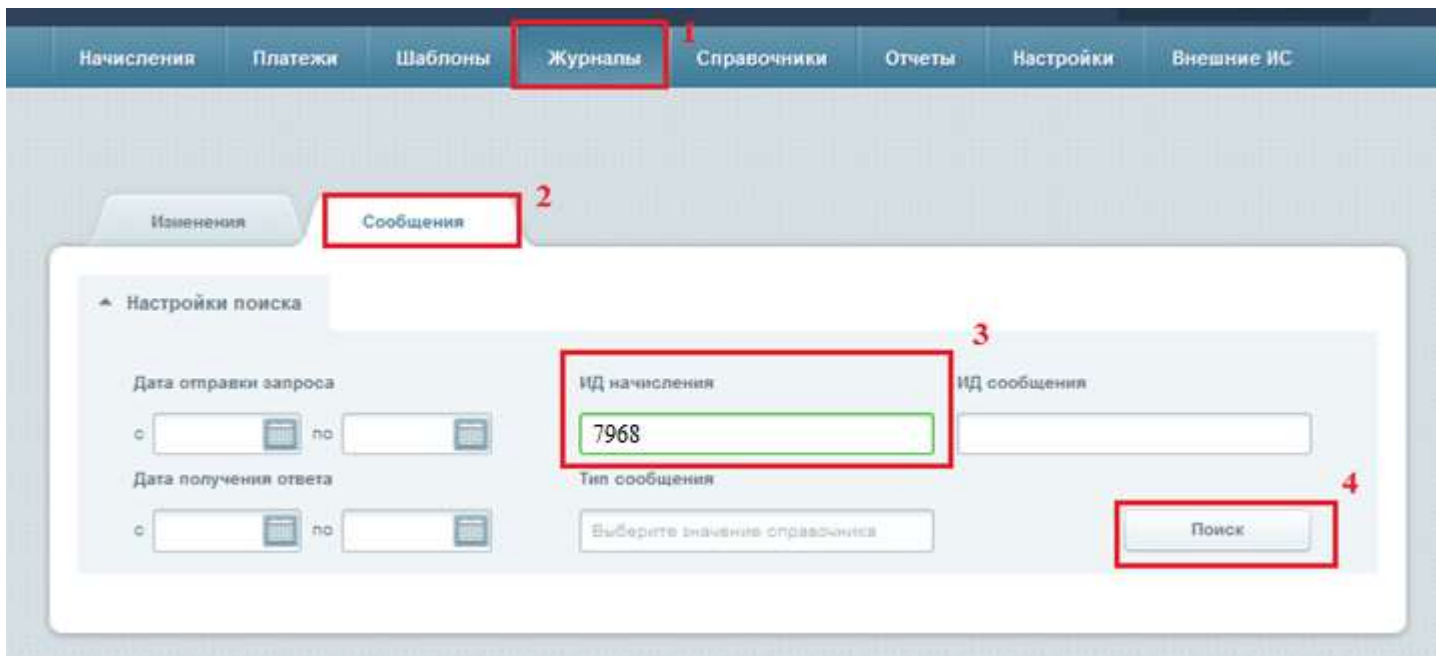 Начисления Платежи Шаблоны Журналы 1 Справочники Отчеты Настройки Внешние ИС
Изменения Сообщения 2
Настройки поиска
3
Дата отправки запроса ИД начисления ИД сообщения
с по 7968
Дата получения ответа Тип сообщения 4
с по Выберите значение справочника Поиск